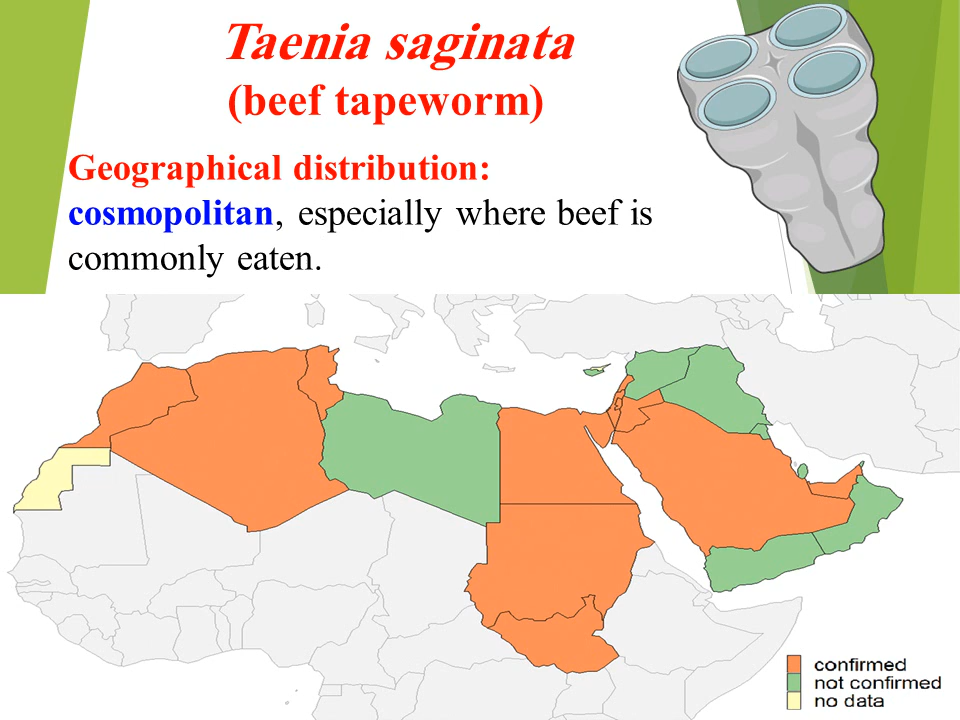 Taenia saginata
(beef tapeworm)
Geographical distribution:
cosmopolitan, especially where beef is
commonly eaten.
confirmed
not confirmed
no data